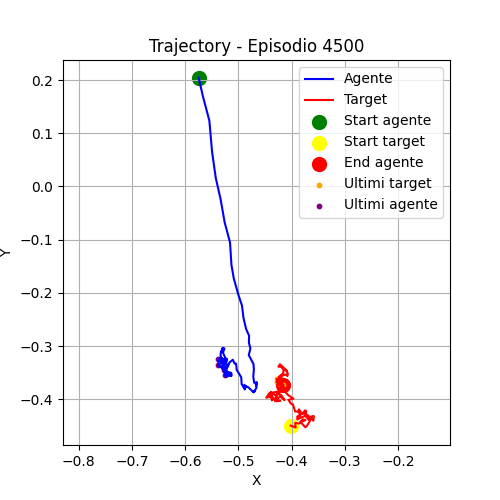 Trajectory - Episodio 4500
Agente
Target
Start agente
Start target
End agente
Ultimi target
Ultimi agente
Y
0.2
0.1
0.0
−0.1
−0.2
−0.3
−0.4
−0.8 −0.7 −0.6 −0.5 −0.4 −0.3 −0.2
X